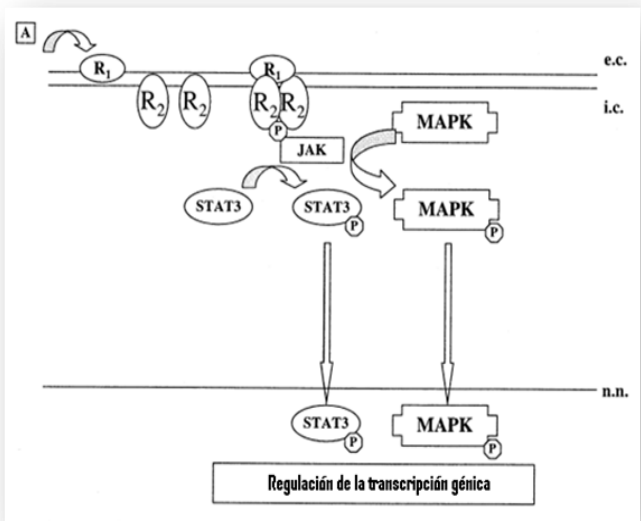 A
R1
e.c.
R1
R2
R2
R2
R2
i.c.
MAPK
P
JAK
STAT3
STAT3
P
MAPK
P
n.n.
STAT3
P
MAPK
P
Regulación de la transcripción génica